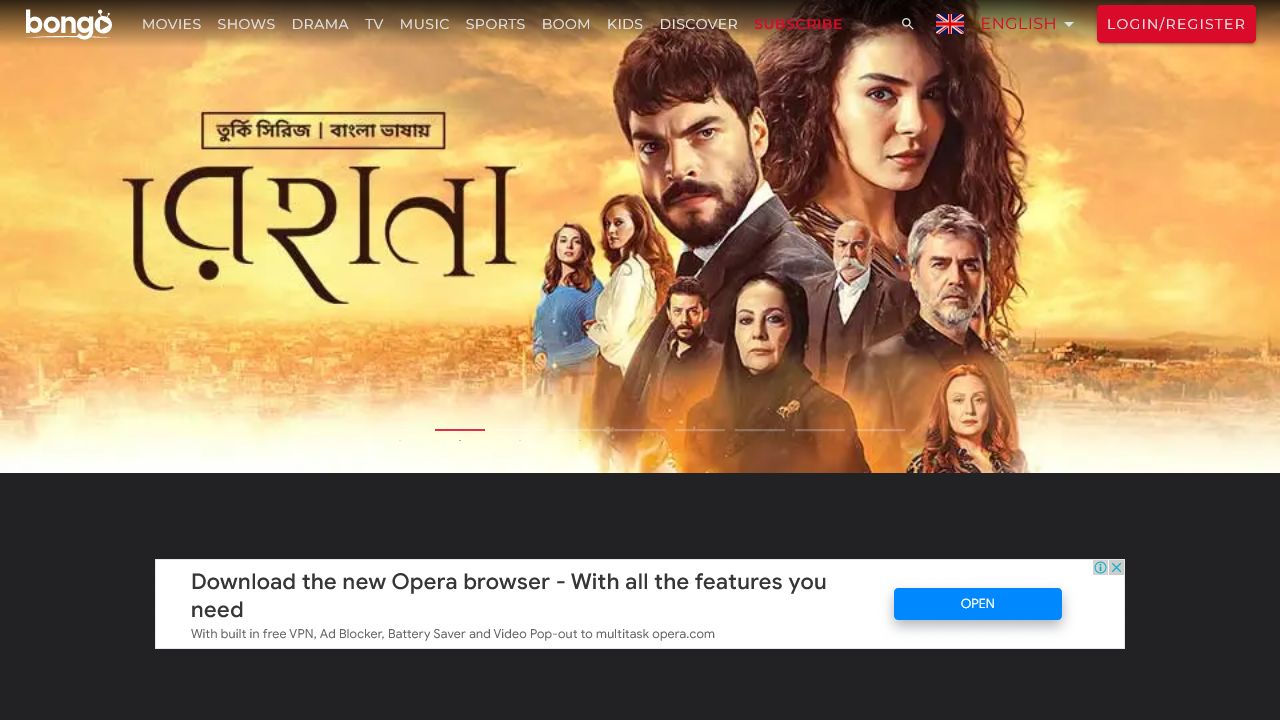 bongo
MOVIES SHOWS DRAMA TV MUSIC SPORTS BOOM KIDS DISCOVER SUBSCRIBE
ENGLISH
LOGIN/REGISTER
তুর্কি সিরিজ | বাংলা ভাষায়
রেহানা
Download the new Opera browser - With all the features you
need
With built in free VPN, Ad Blocker, Battery Saver and Video Pop-out to multitask opera.com
OPEN